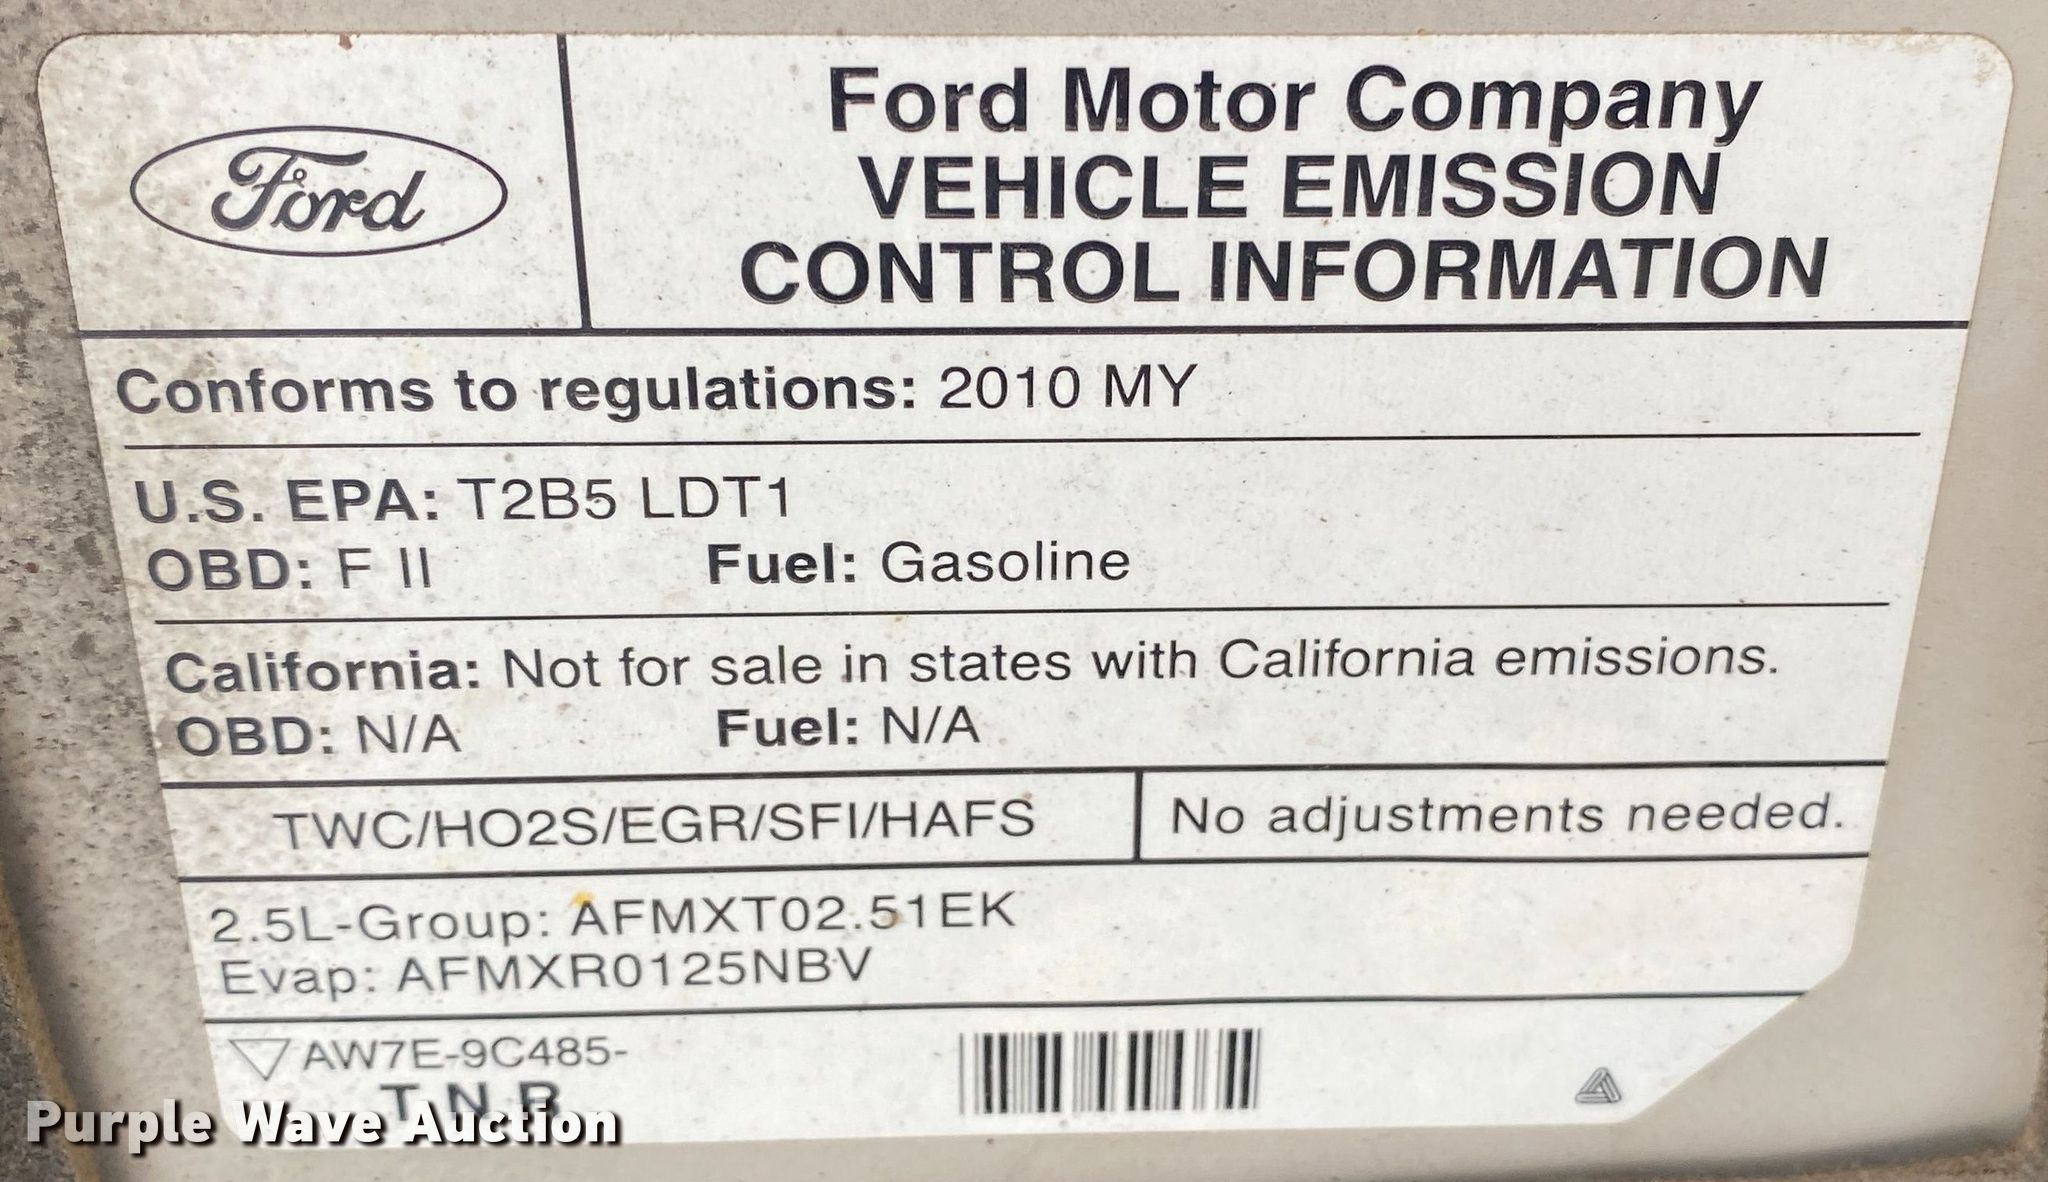 Ford
Ford Motor Company
VEHICLE EMISSION
CONTROL INFORMATION
Conforms to regulations: 2010 MY
U.S. EPA: T2B5 LDT1
OBD: F II Fuel: Gasoline
California: Not for sale in states with California emissions.
OBD: N/A Fuel: N/A
TWC/HO2S/EGR/SFI/HAFS
No adjustments needed.
2.5L-Group: AFMXT02.51EK
Evap: AFMXR0125NBV
AW7E-9C485-
T N R
Purple Wave Auction